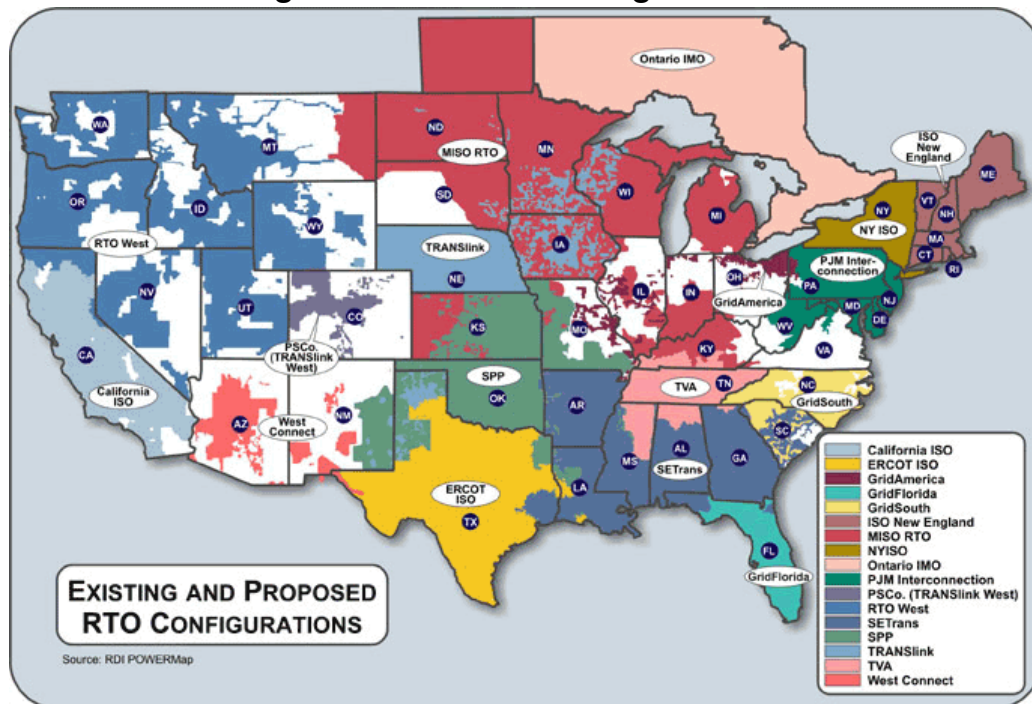 Ontario IMO
ISO
New
England
WA
MT
ND
MN
ME
MISO RTO
OR
ID
SD
WI
VT
NH
WY
MI
NY
NY ISO
MA
RTO West
TRANSlink
IA
CT
RI
NE
PJM Inter-
connection
NV
UT
OH
PA
NJ
GridAmerica
MD
DE
IL
IN
CO
KS
MO
WV
CA
PSCo.
(TRANSlink
West)
KY
VA
California
ISO
SPP
TVA
TN
NC
GridSouth
OK
AR
AZ
West
Connect
NM
SC
MS
AL
GA
SETrans
ERCOT
ISO
LA
TX
FL
GridFlorida
California ISO
ERCOT ISO
GridAmerica
GridFlorida
GridSouth
ISO New England
MISO RTO
NYISO
Ontario IMO
PJM Interconnection
PSCo. (TRANSlink West)
RTO West
SETrans
SPP
TRANSlink
TVA
West Connect
EXISTING AND PROPOSED
RTO CONFIGURATIONS
Source: RDI POWERMap